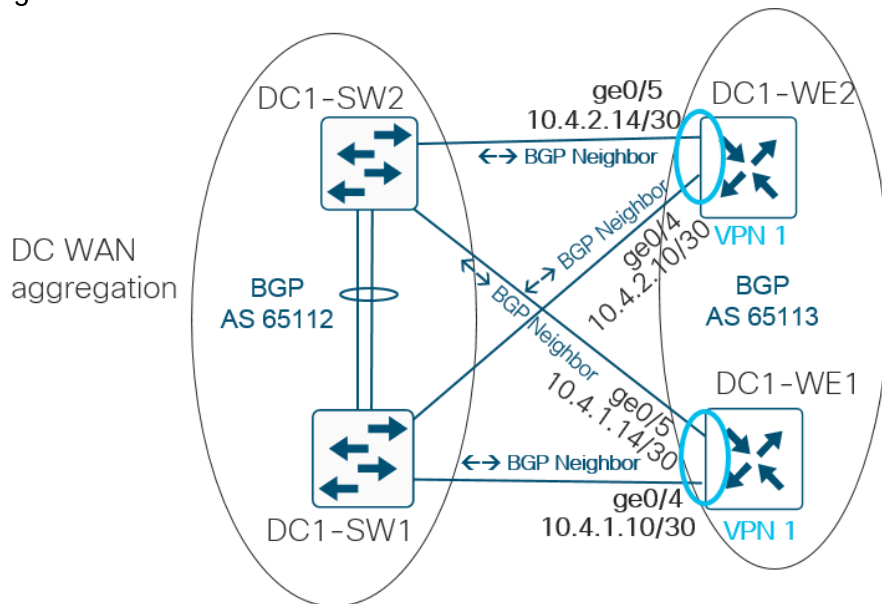 g
DC1-SW2
ge0/5
10.4.2.14/30
DC1-WE2
<-> BGP Neighbor
VPN 1
<-> BGP Neighbor
ge0/4
10.4.2.10/30
DC WAN
aggregation
BGP
AS 65112
BGP
AS 65113
<-> BGP Neighbor
ge0/5
10.4.1.14/30
DC1-WE1
<-> BGP Neighbor
ge0/4
10.4.1.10/30
DC1-SW1
VPN 1